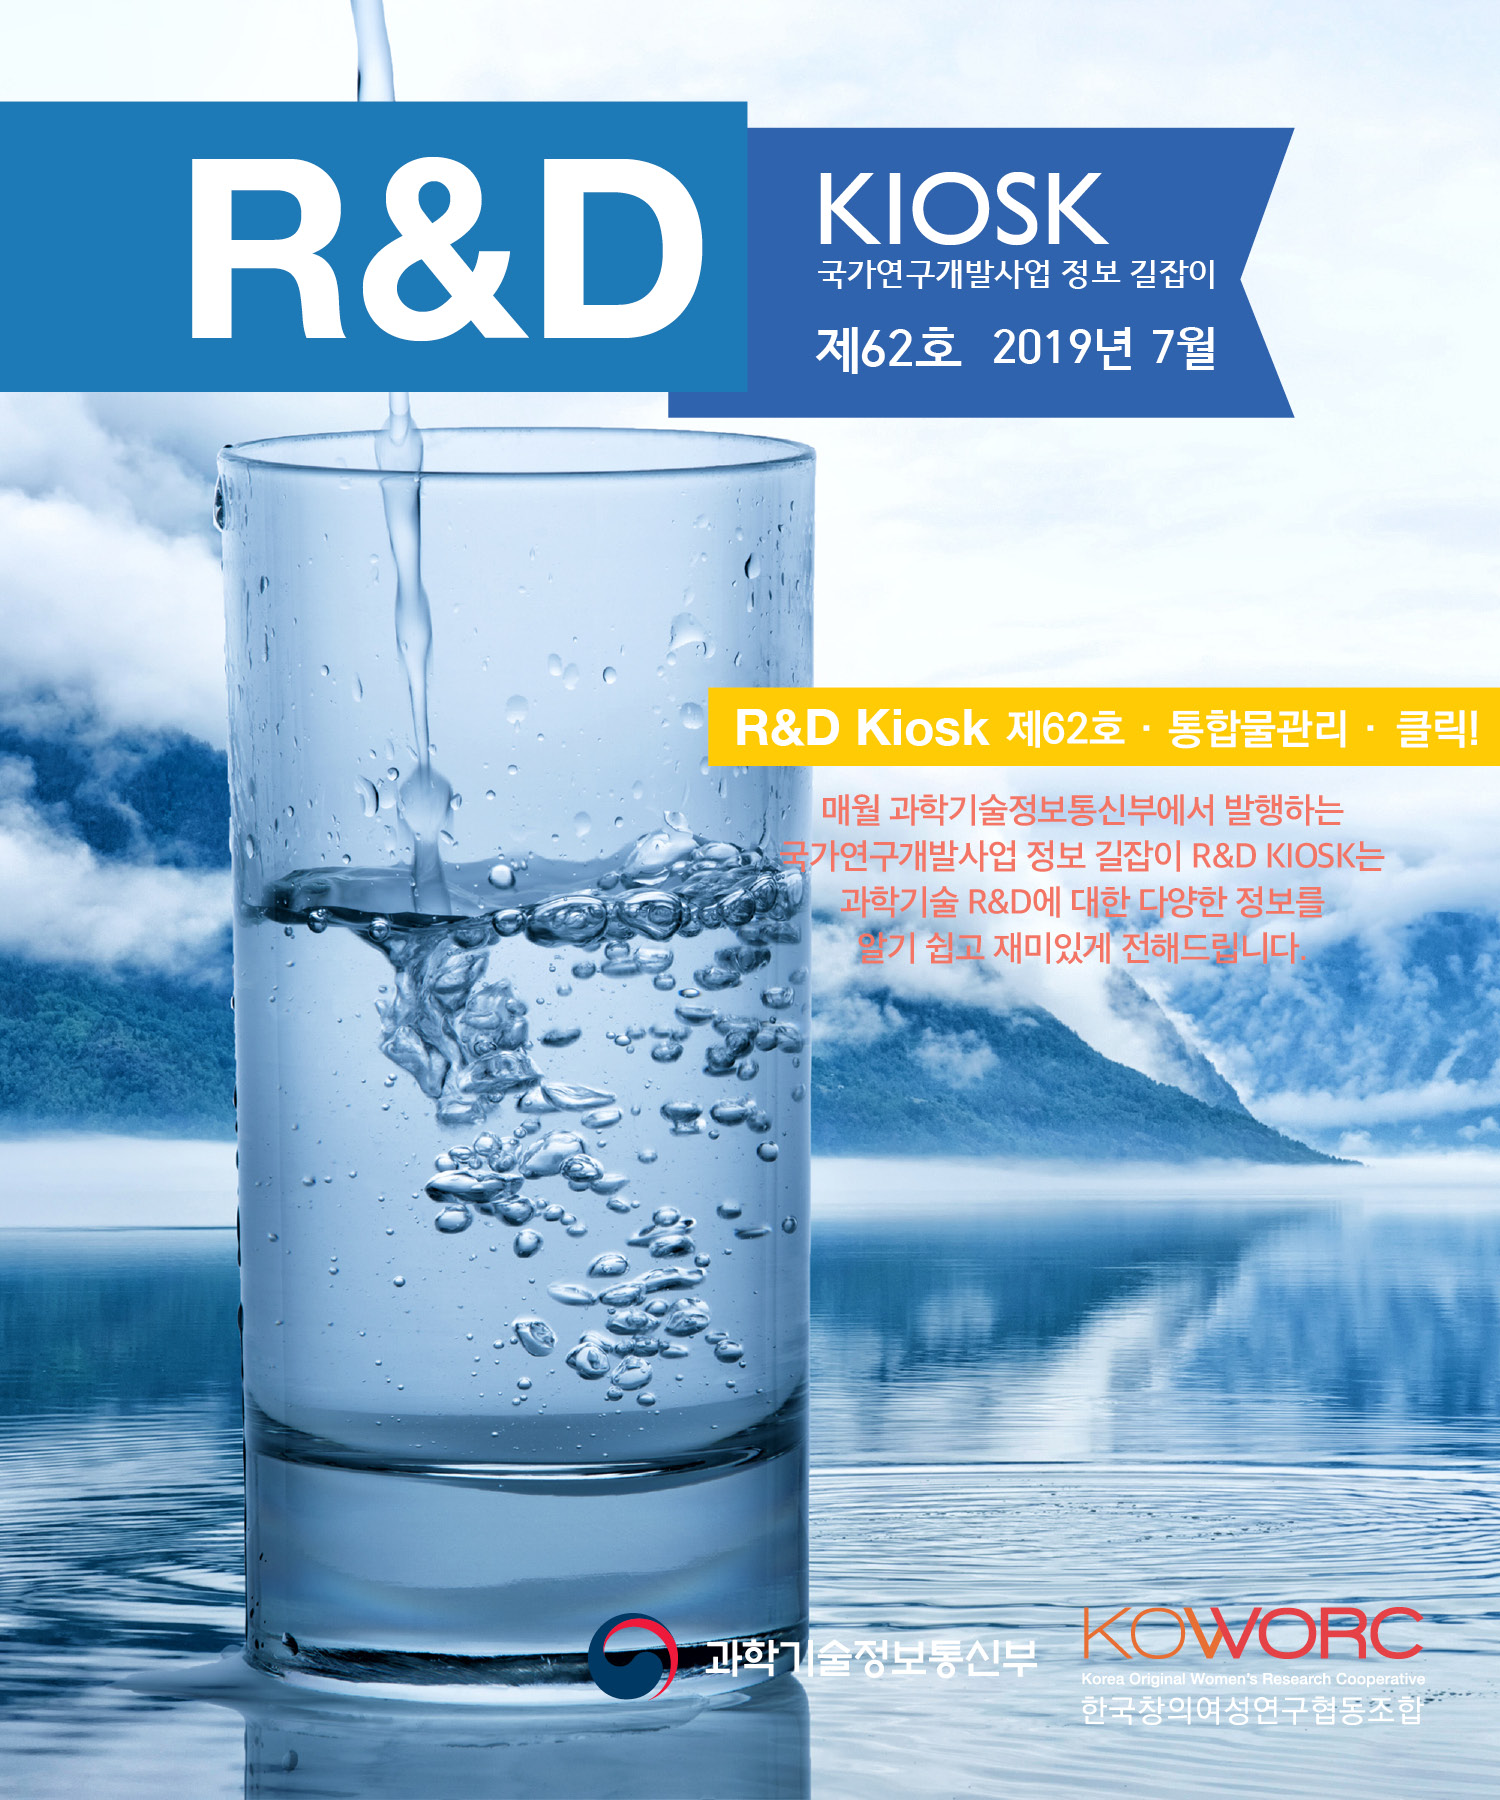 R&D
KIOSK
국가연구개발사업 정보 길잡이
제62호 2019년 7월
R&D Kiosk 제62호 · 통합물관리 · 클릭!
매월 과학기술정보통신부에서 발행하는
국가연구개발사업 정보 길잡이 R&D KIOSK는
과학기술 R&D에 대한 다양한 정보를
알기 쉽고 재미있게 전해드립니다.
과학기술정보통신부
KOWORC
Korea Original Women's Research Cooperative
한국창의여성연구협동조합